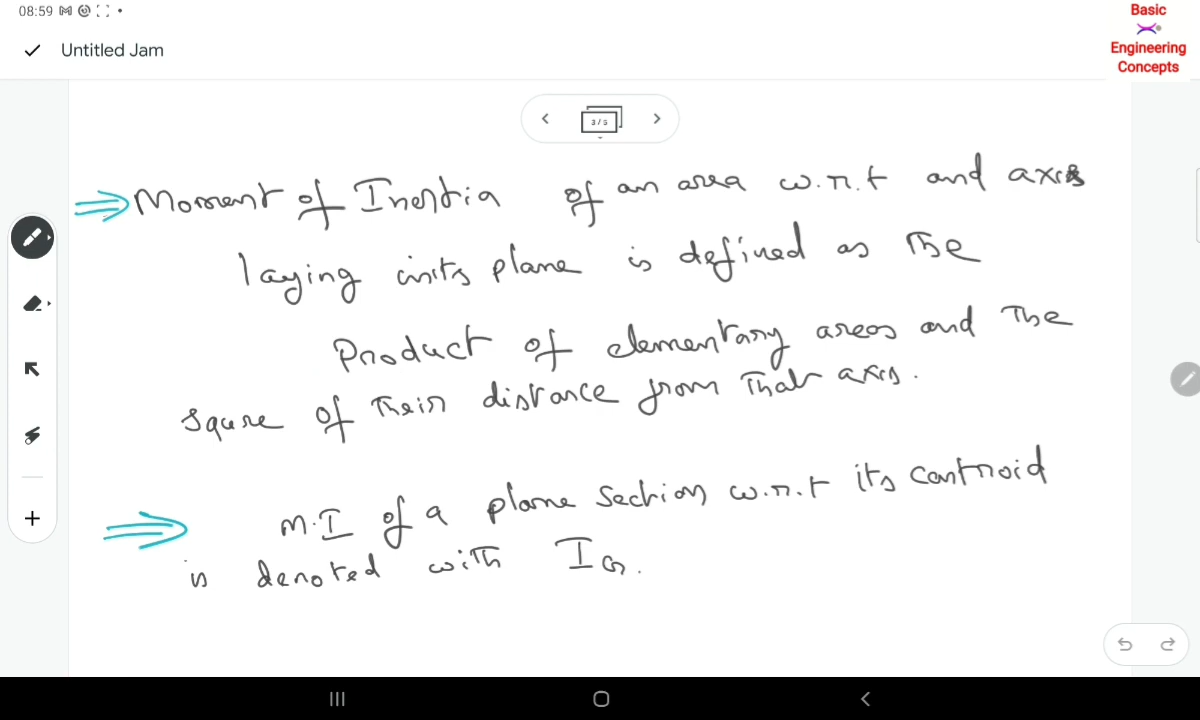 08:59
Untitled Jam
Basic
Engineering
Concepts
3/5
⇒ Moment of Inertia of an area w.r.t and axis
laying in its plane is defined as The
Product of elementary areas and The
Square of Their distance from That axis.
⇒ M.I of a plane section w.r.t its centroid
is denoted with IG.